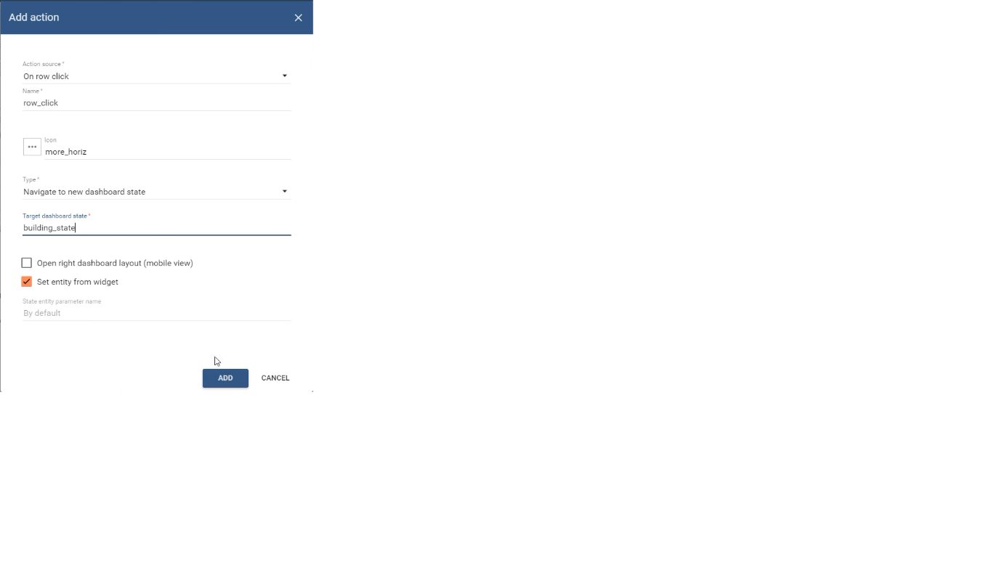 Add action
Action source *
On row click
Name *
row_click
Icon
more_horiz
Type *
Navigate to new dashboard state
Target dashboard state *
building_state
Open right dashboard layout (mobile view)
Set entity from widget
State entity parameter name
By default
ADD CANCEL